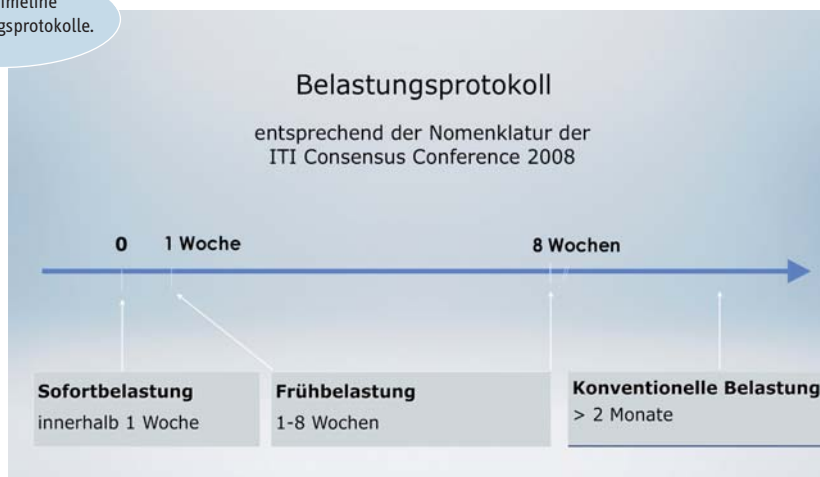 gsprotokolle.
Belastungsprotokoll
entsprechend der Nomenklatur der
ITI Consensus Conference 2008
0 1 Woche 8 Wochen
Sofortbelastung
innerhalb 1 Woche
Frühbelastung
1-8 Wochen
Konventionelle Belastung
> 2 Monate